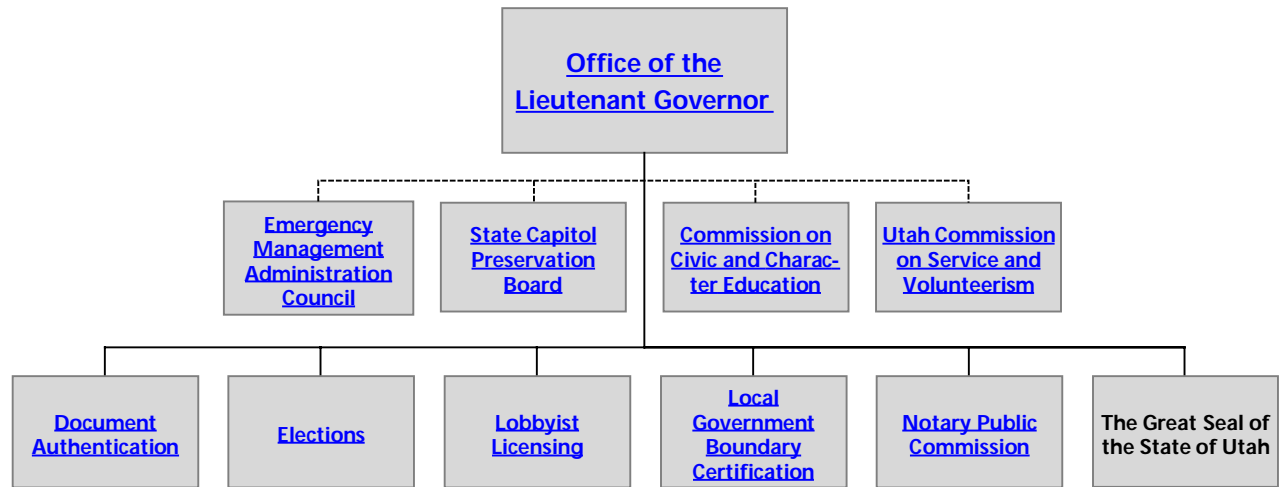 Office of the
Lieutenant Governor
Emergency
Management
Administration
Council
State Capitol
Preservation
Board
Commission on
Civic and Charac-
ter Education
Utah Commission
on Service and
Volunteerism
Document
Authentication
Elections
Lobbyist
Licensing
Local
Government
Boundary
Certification
Notary Public
Commission
The Great Seal of
the State of Utah